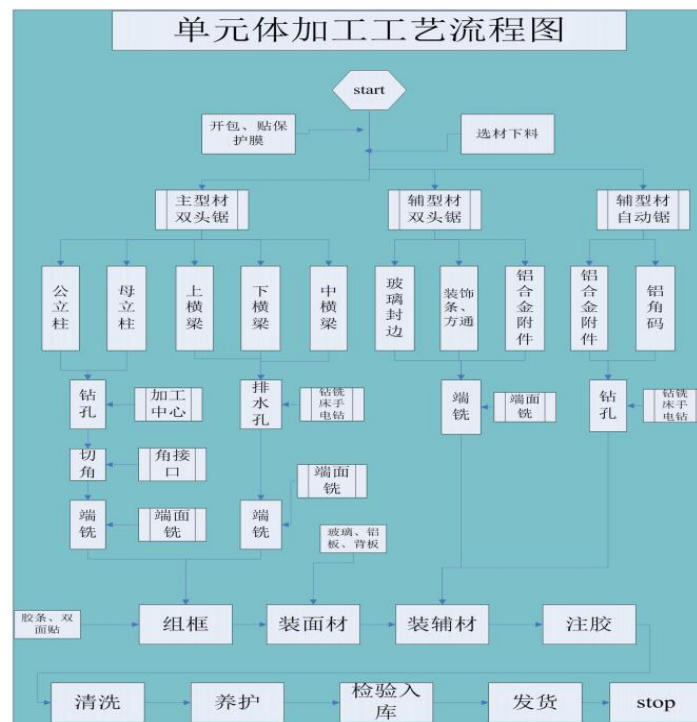 单元体加工工艺流程图
start
开包、贴保
护膜
选材下料
主型材
双头锯
辅型材
双头锯
辅型材
自动锯
公立柱
母立柱
上横梁
下横梁
中横梁
玻璃封边
装饰
条、
方通
铝合金附件
铝合金附件
铝角码
钻孔
加工
中心
排水孔
钻铣
床手
电钻
端铣
端面
铣
钻孔
钻铣
床手
电钻
切角
角接
口
端铣
端面
铣
端铣
端面
铣
玻璃、铝
板、背板
胶条、双
面贴
组框
装面材
装辅材
注胶
清洗
养护
检验入
库
发货
stop